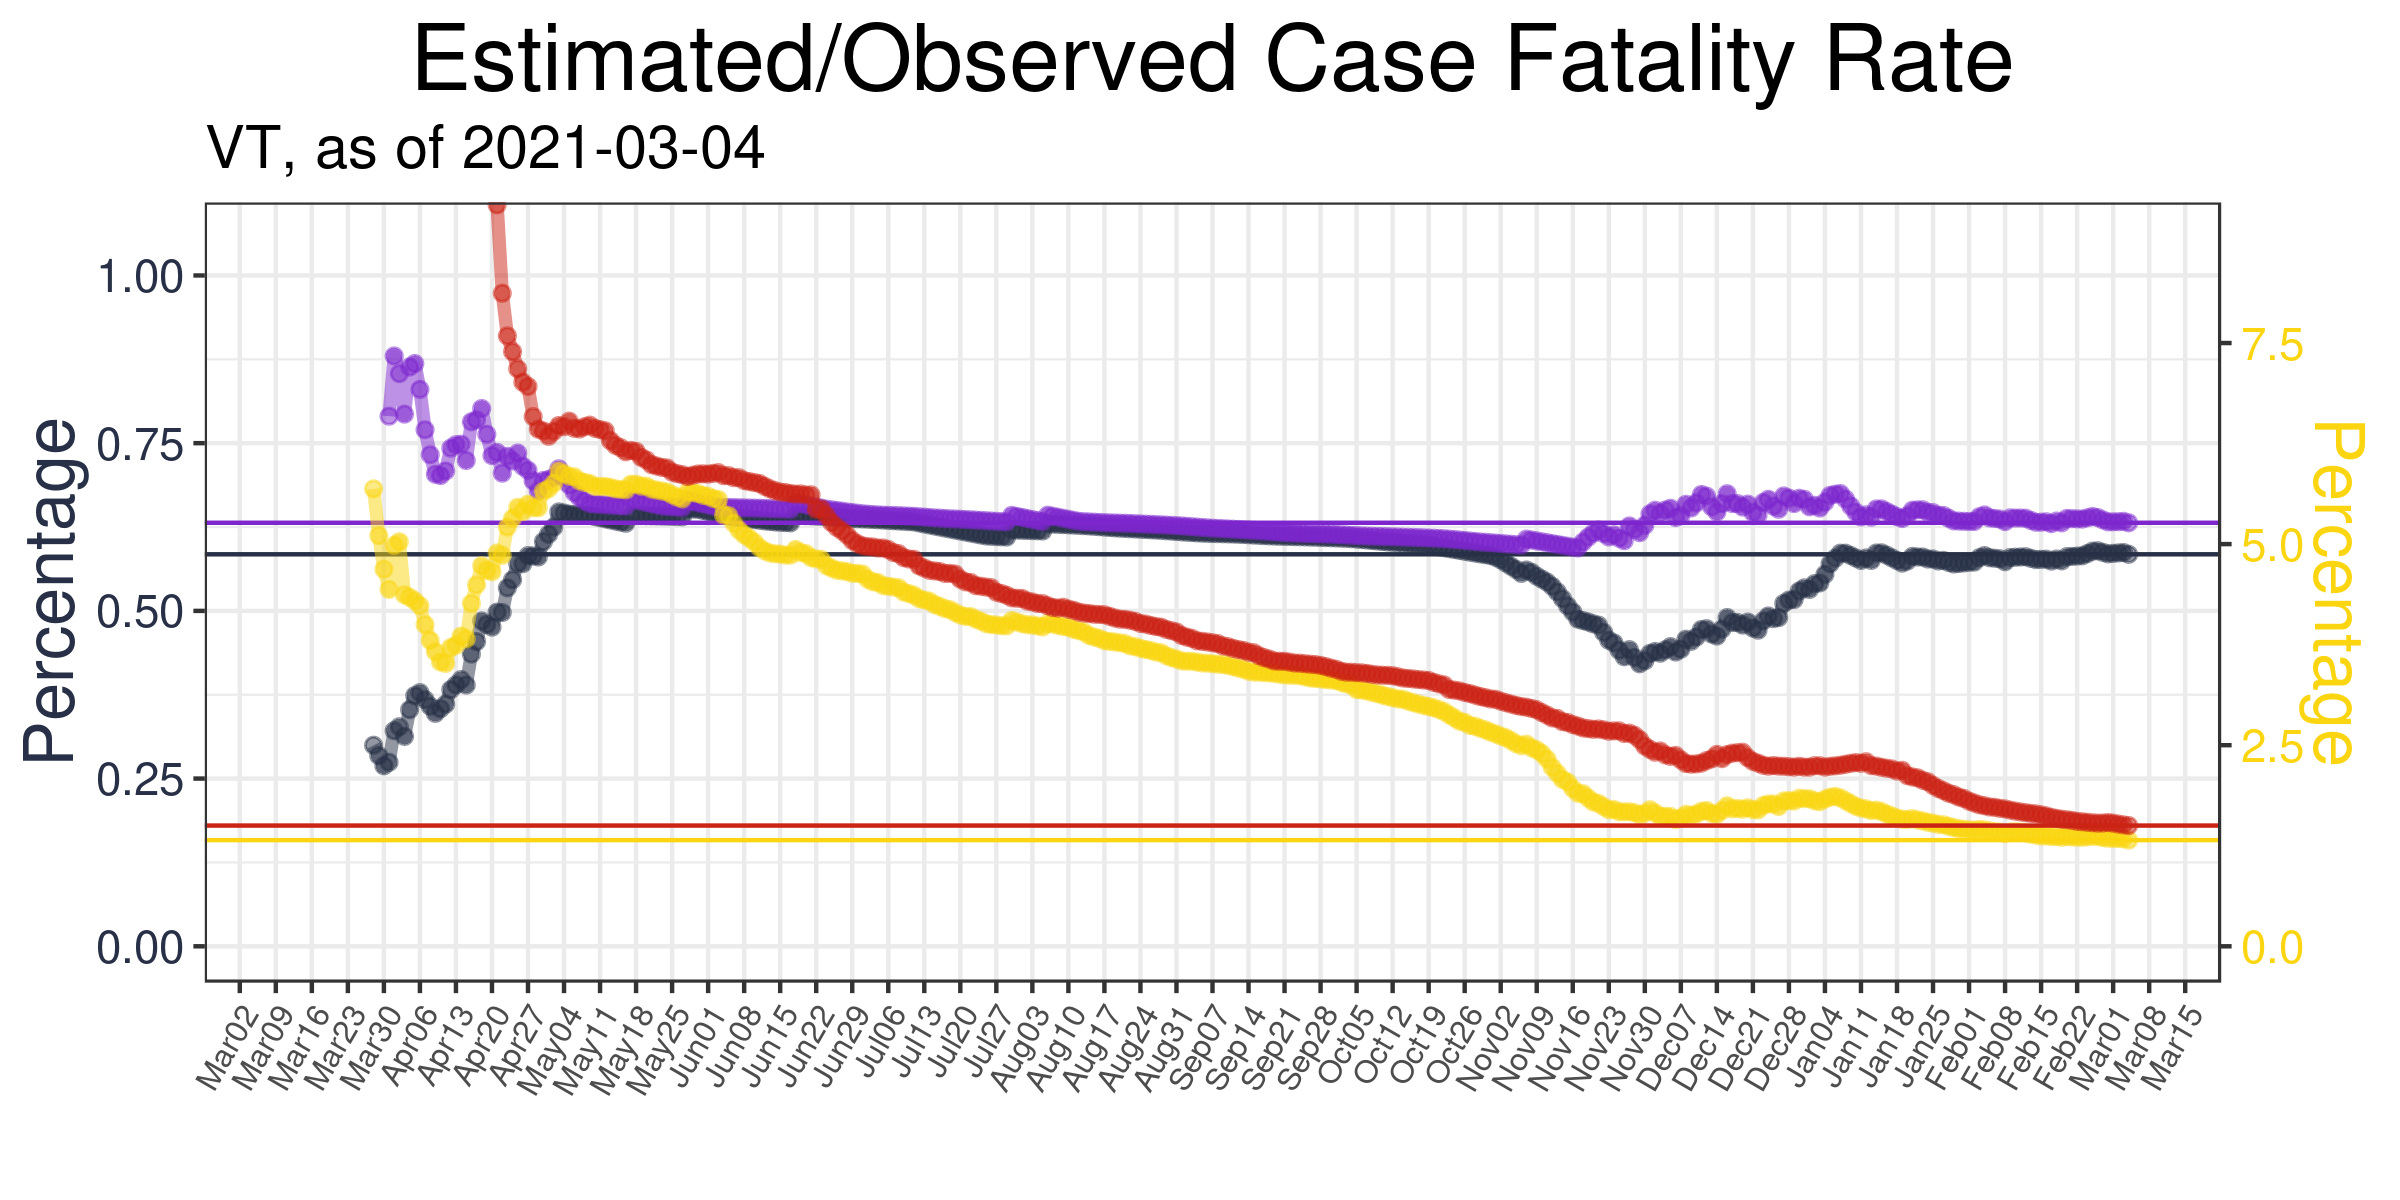 Estimated/Observed Case Fatality Rate
VT, as of 2021-03-04
Percentage
1.00
0.75
0.50
0.25
0.00
7.5
5.0
2.5
0.0
Percentage
Mar02
Mar09
Mar16
Mar23
Mar30
Apr06
Apr13
Apr20
Apr27
May04
May11
May18
May25
Jun01
Jun08
Jun15
Jun22
Jun29
Jul06
Jul13
Jul20
Jul27
Aug03
Aug10
Aug17
Aug24
Aug31
Sep07
Sep14
Sep21
Sep28
Oct05
Oct12
Oct19
Oct26
Nov02
Nov09
Nov16
Nov23
Nov30
Dec07
Dec14
Dec21
Dec28
Jan04
Jan11
Jan18
Jan25
Feb01
Feb08
Feb15
Feb22
Mar01
Mar08
Mar15